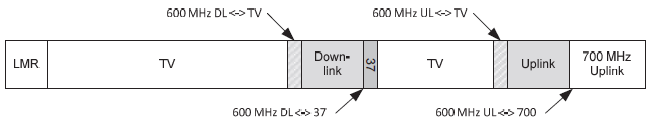 600 MHz DL<->TV
600 MHz UL<->TV
LMR
TV
Down-
link
37
TV
Uplink
700 MHz
Uplink
600 MHz DL<->37
600 MHz UL<->700